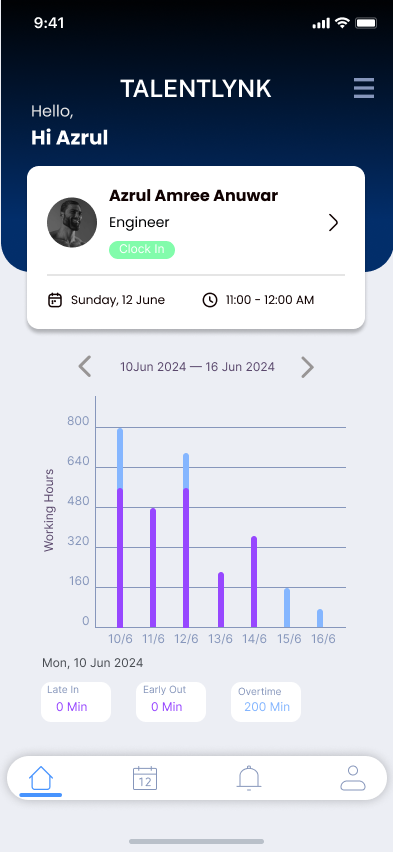 9:41
TALENTLYNK
Hello,
Hi Azrul
Azrul Amree Anuwar
Engineer
Clock In
Sunday, 12 June
11:00 - 12:00 AM
10Jun 2024 — 16 Jun 2024
Working Hours
800
640
480
320
160
0
10/6 11/6 12/6 13/6 14/6 15/6 16/6
Mon, 10 Jun 2024
Late In
0 Min
Early Out
0 Min
Overtime
200 Min
12